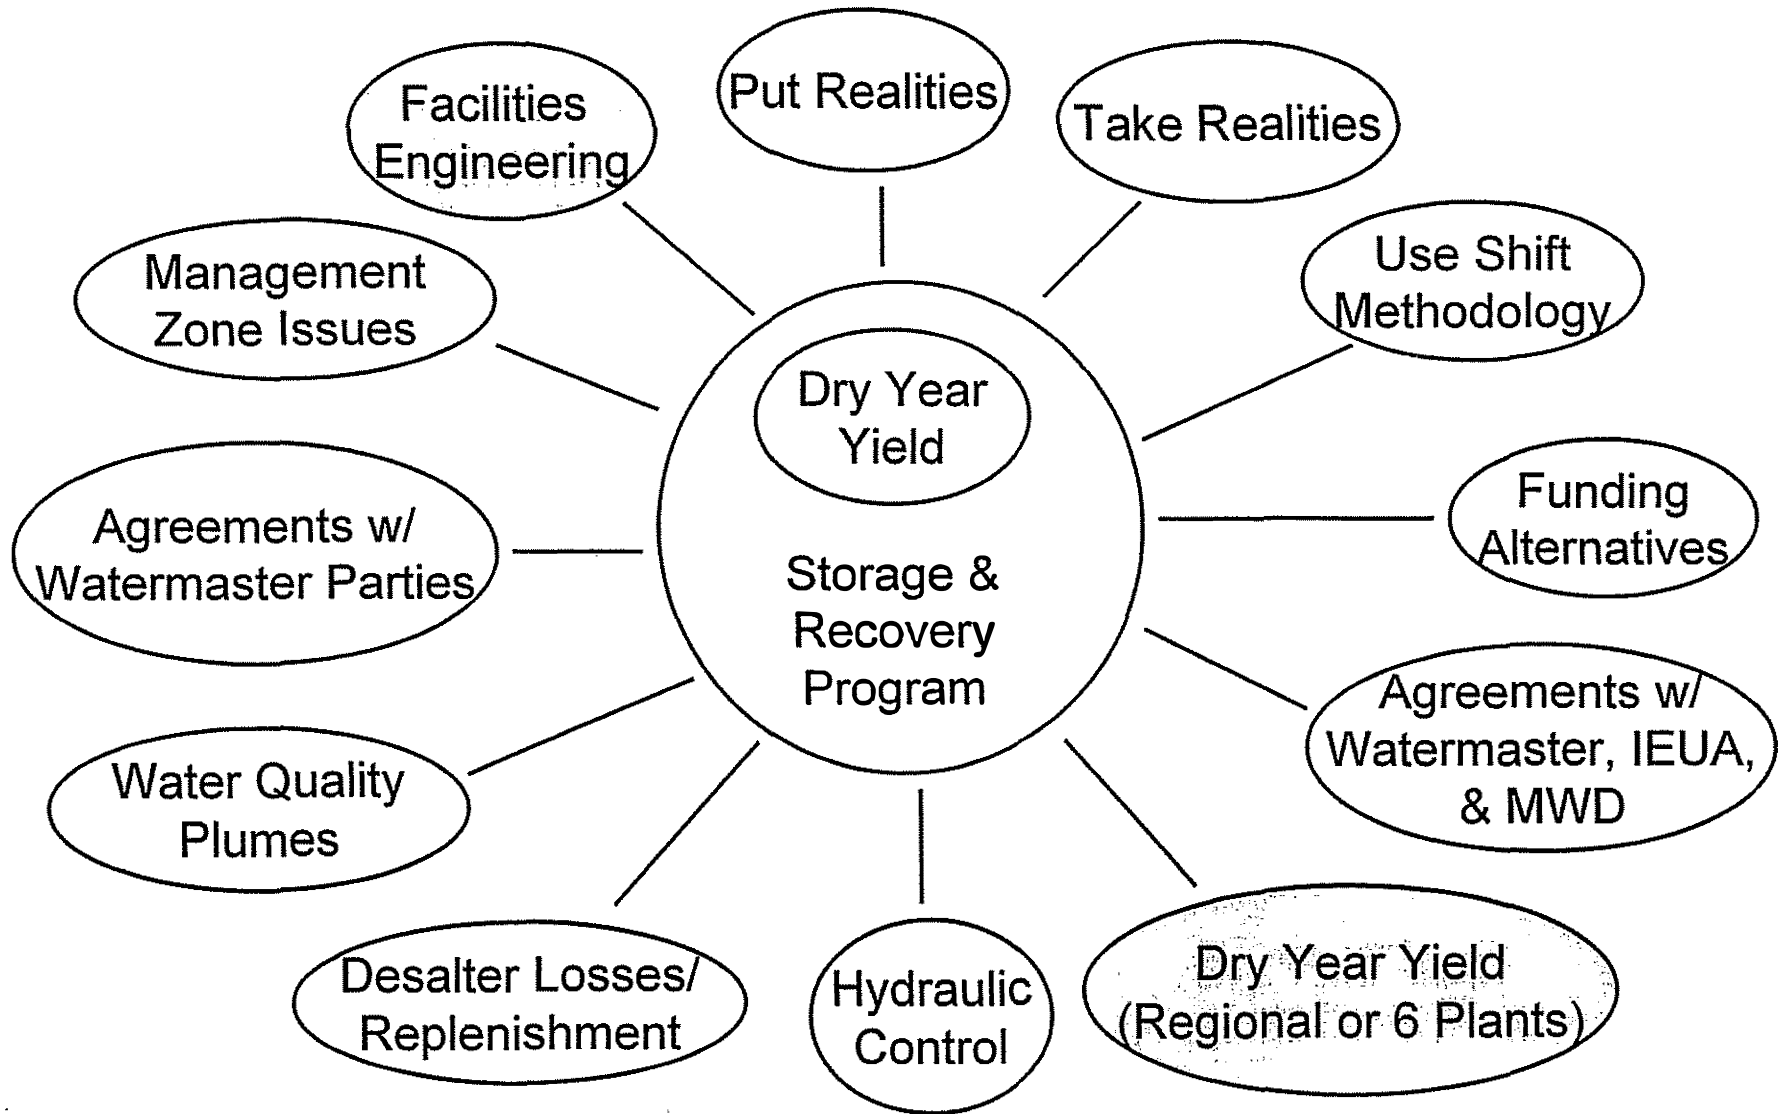 Put Realities
Facilities
Engineering
Take Realities
Management
Zone Issues
Use Shift
Methodology
Dry Year
Yield
Storage &
Recovery
Program
Agreements w/
Watermaster Parties
Funding
Alternatives
Water Quality
Plumes
Agreements w/
Watermaster, IEUA,
& MWD
Desalter Losses/
Replenishment
Hydraulic
Control
Dry Year Yield
(Regional or 6 Plants)